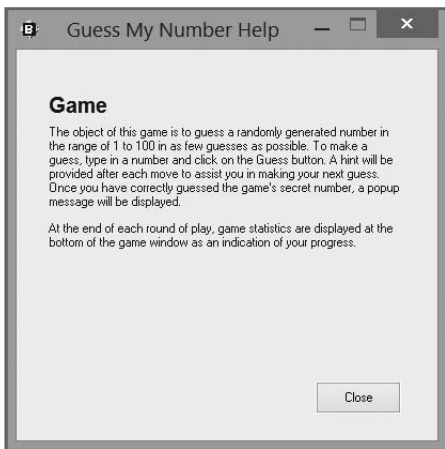 B
Guess My Number Help
Game
The object of this game is to guess a randomly generated number in
the range of 1 to 100 in as few guesses as possible. To make a
guess, type in a number and click on the Guess button. A hint will be
provided after each move to assist you in making your next guess.
Once you have correctly guessed the game's secret number, a popup
message will be displayed.
At the end of each round of play, game statistics are displayed at the
bottom of the game window as an indication of your progress.
Close